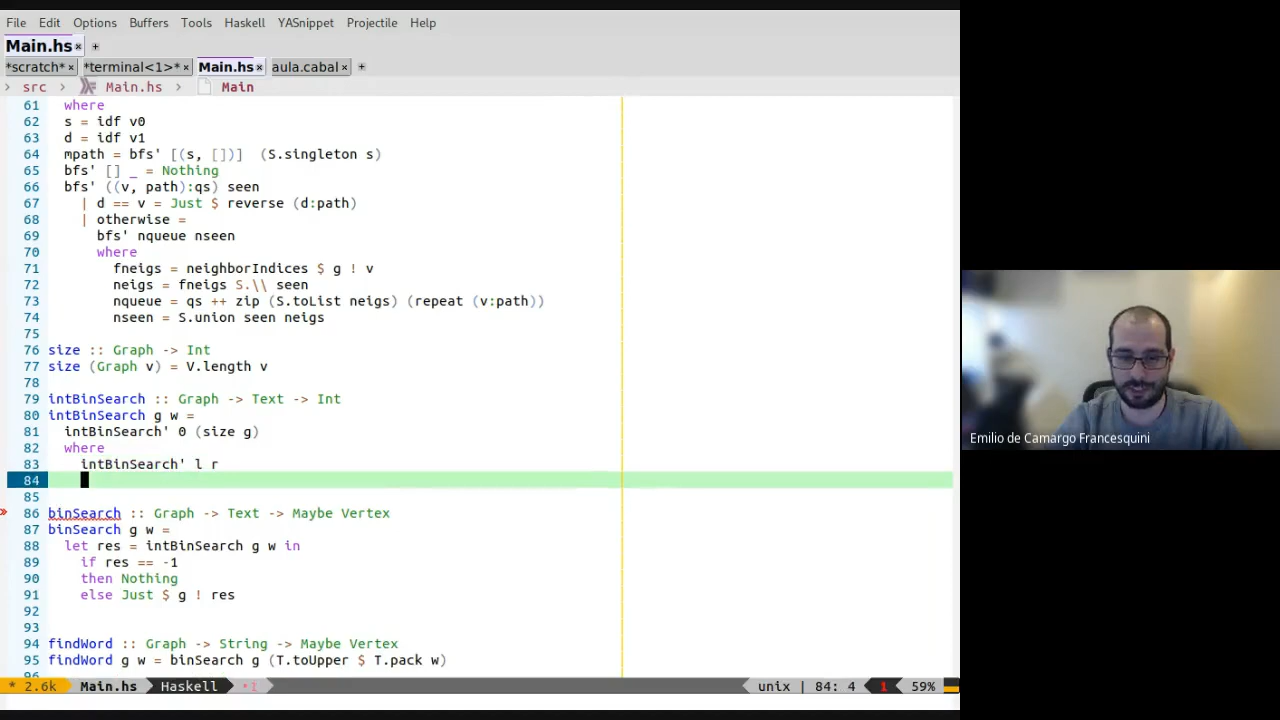 File Edit Options Buffers Tools Haskell YASnippet Projectile Help
Main.hs
*scratch* *terminal<1>* Main.hs aula.cabal
src Main.hs Main
61 where
62 s = idf v0
63 d = idf v1
64 mpath = bfs' [(s, [])]  (S.singleton s)
65 bfs' [] _ = Nothing
66 bfs' ((v, path):qs) seen
67 | d == v = Just $ reverse (d:path)
68 | otherwise =
69 bfs' nqueue nseen
70 where
71 fneigs = neighborIndices $ g ! v
72 neigs = fneigs S.\\ seen
73 nqueue = qs ++ zip (S.toList neigs) (repeat (v:path))
74 nseen = S.union seen neigs
75
76 size :: Graph -> Int
77 size (Graph v) = V.length v
78
79 intBinSearch :: Graph -> Text -> Int
80 intBinSearch g w =
81 intBinSearch' 0 (size g)
82 where
83 intBinSearch' l r
84
85
86 binSearch :: Graph -> Text -> Maybe Vertex
87 binSearch g w =
88 let res = intBinSearch g w in
89 if res == -1
90 then Nothing
91 else Just $ g ! res
92
93
94 findWord :: Graph -> String -> Maybe Vertex
95 findWord g w = binSearch g (T.toUpper $ T.pack w)
* 2.6k Main.hs Haskell unix | 84: 4 1 59%
Emilio de Camargo Francesquini